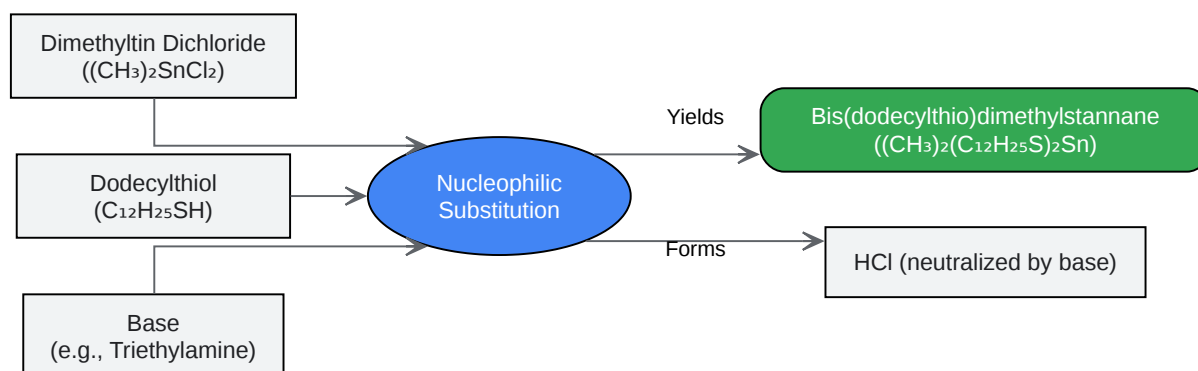 Dimethyltin Dichloride
((CH₃)₂SnCl₂)
Dodecylthiol
(C₁₂H₂₅SH)
Base
(e.g., Triethylamine)
Nucleophilic
Substitution
Yields
Forms
Bis(dodecylthio)dimethylstannane
((CH₃)₂(C₁₂H₂₅S)₂Sn)
HCl (neutralized by base)